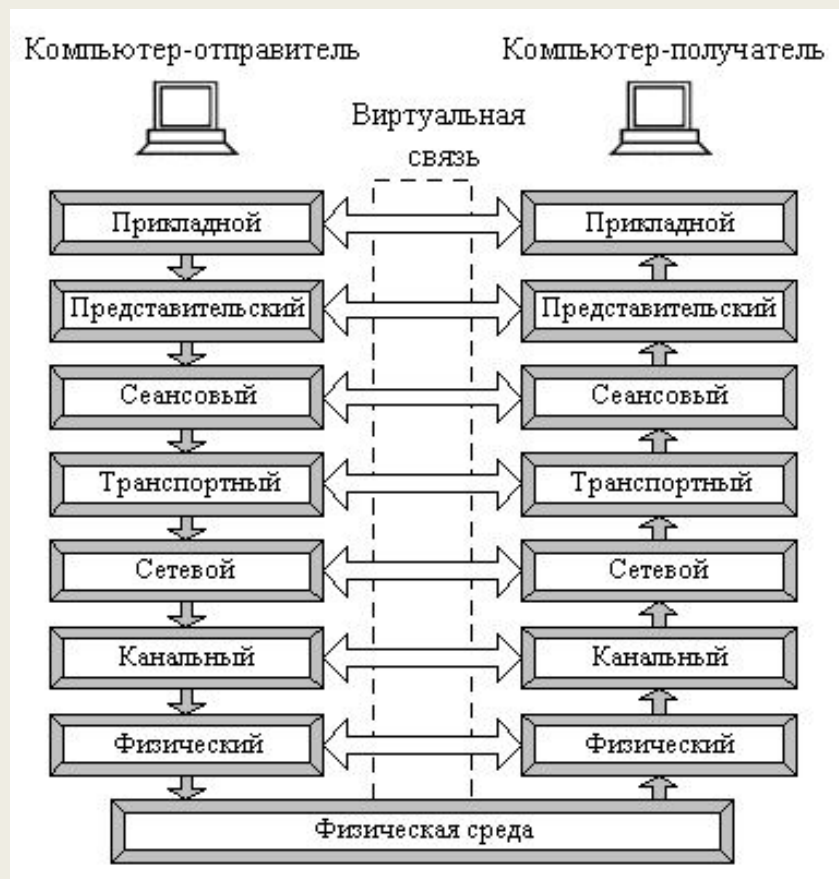 Компьютер-отправитель
Компьютер-получатель
Виртуальная
связь
Прикладной
Прикладной
Представительский
Представительский
Сеансовый
Сеансовый
Транспортный
Транспортный
Сетевой
Сетевой
Канальный
Канальный
Физический
Физический
Физическая среда